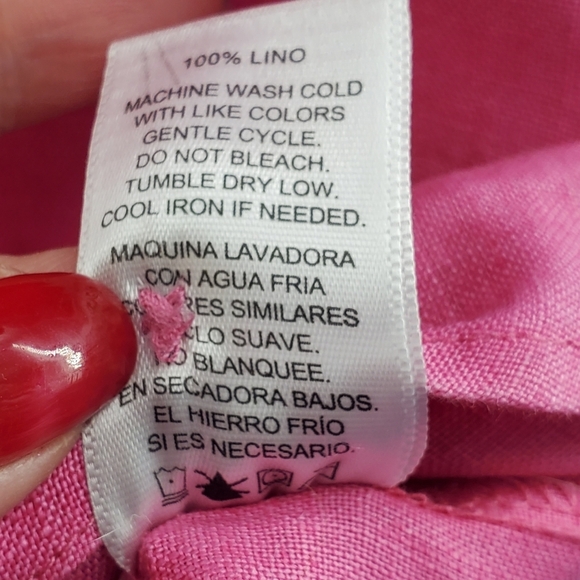 100% LINO
MACHINE WASH COLD
WITH LIKE COLORS
GENTLE CYCLE.
DO NOT BLEACH.
TUMBLE DRY LOW.
COOL IRON IF NEEDED.
MAQUINA LAVADORA
CON AGUA FRIA
SIMILARES
SUAVE.
BLANQUEE.
EN SECADORA BAJOS.
EL HIERRO FRÍO
SI ES NECESARIO.